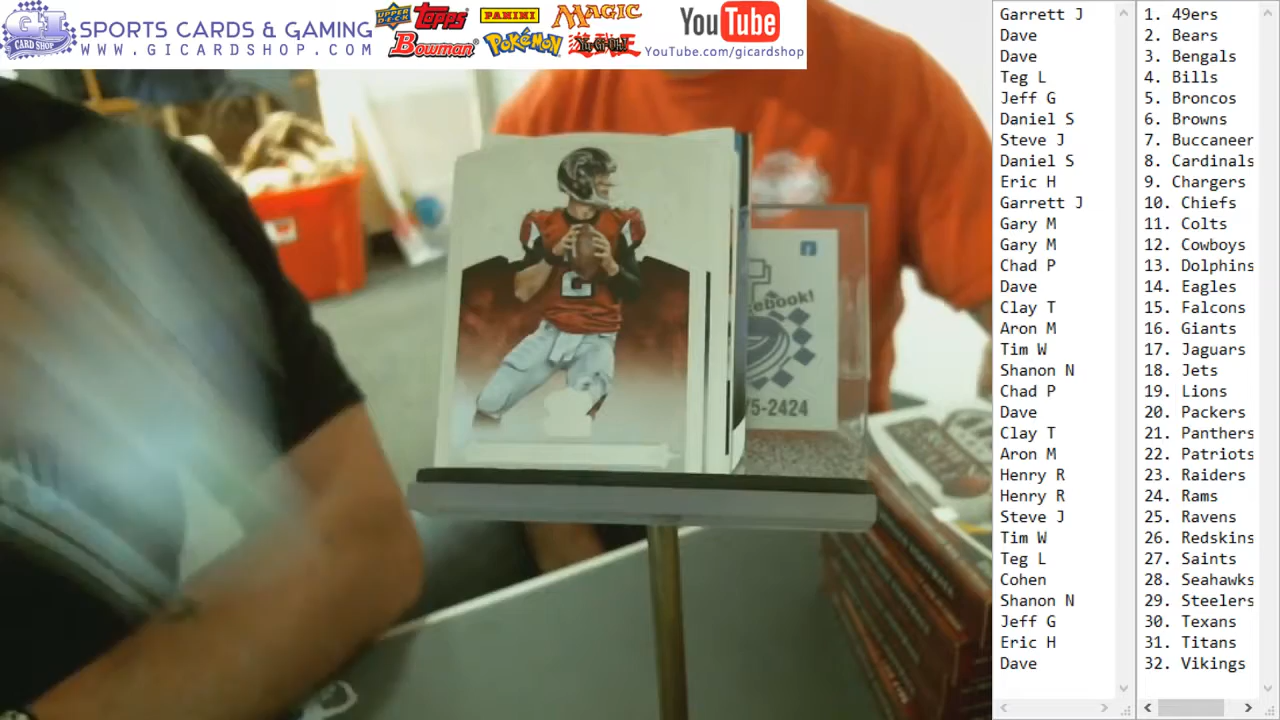 GI
CARD SHOP
SPORTS CARDS & GAMING
WWW.GICARDSHOP.COM
UPPER DECK
Topps
Bowman
PANINI
Pokémon
MAGIC
Yu-Gi-Oh!
YouTube
YouTube.com/gicardshop
ebook!
5-2424
2
Garrett J
Dave
Dave
Teg L
Jeff G
Daniel S
Steve J
Daniel S
Eric H
Garrett J
Gary M
Gary M
Chad P
Dave
Clay T
Aron M
Tim W
Shanon N
Chad P
Dave
Clay T
Aron M
Henry R
Henry R
Steve J
Tim W
Teg L
Cohen
Shanon N
Jeff G
Eric H
Dave
1. 49ers
2. Bears
3. Bengals
4. Bills
5. Broncos
6. Browns
7. Buccaneer
8. Cardinals
9. Chargers
10. Chiefs
11. Colts
12. Cowboys
13. Dolphins
14. Eagles
15. Falcons
16. Giants
17. Jaguars
18. Jets
19. Lions
20. Packers
21. Panthers
22. Patriots
23. Raiders
24. Rams
25. Ravens
26. Redskins
27. Saints
28. Seahawks
29. Steelers
30. Texans
31. Titans
32. Vikings